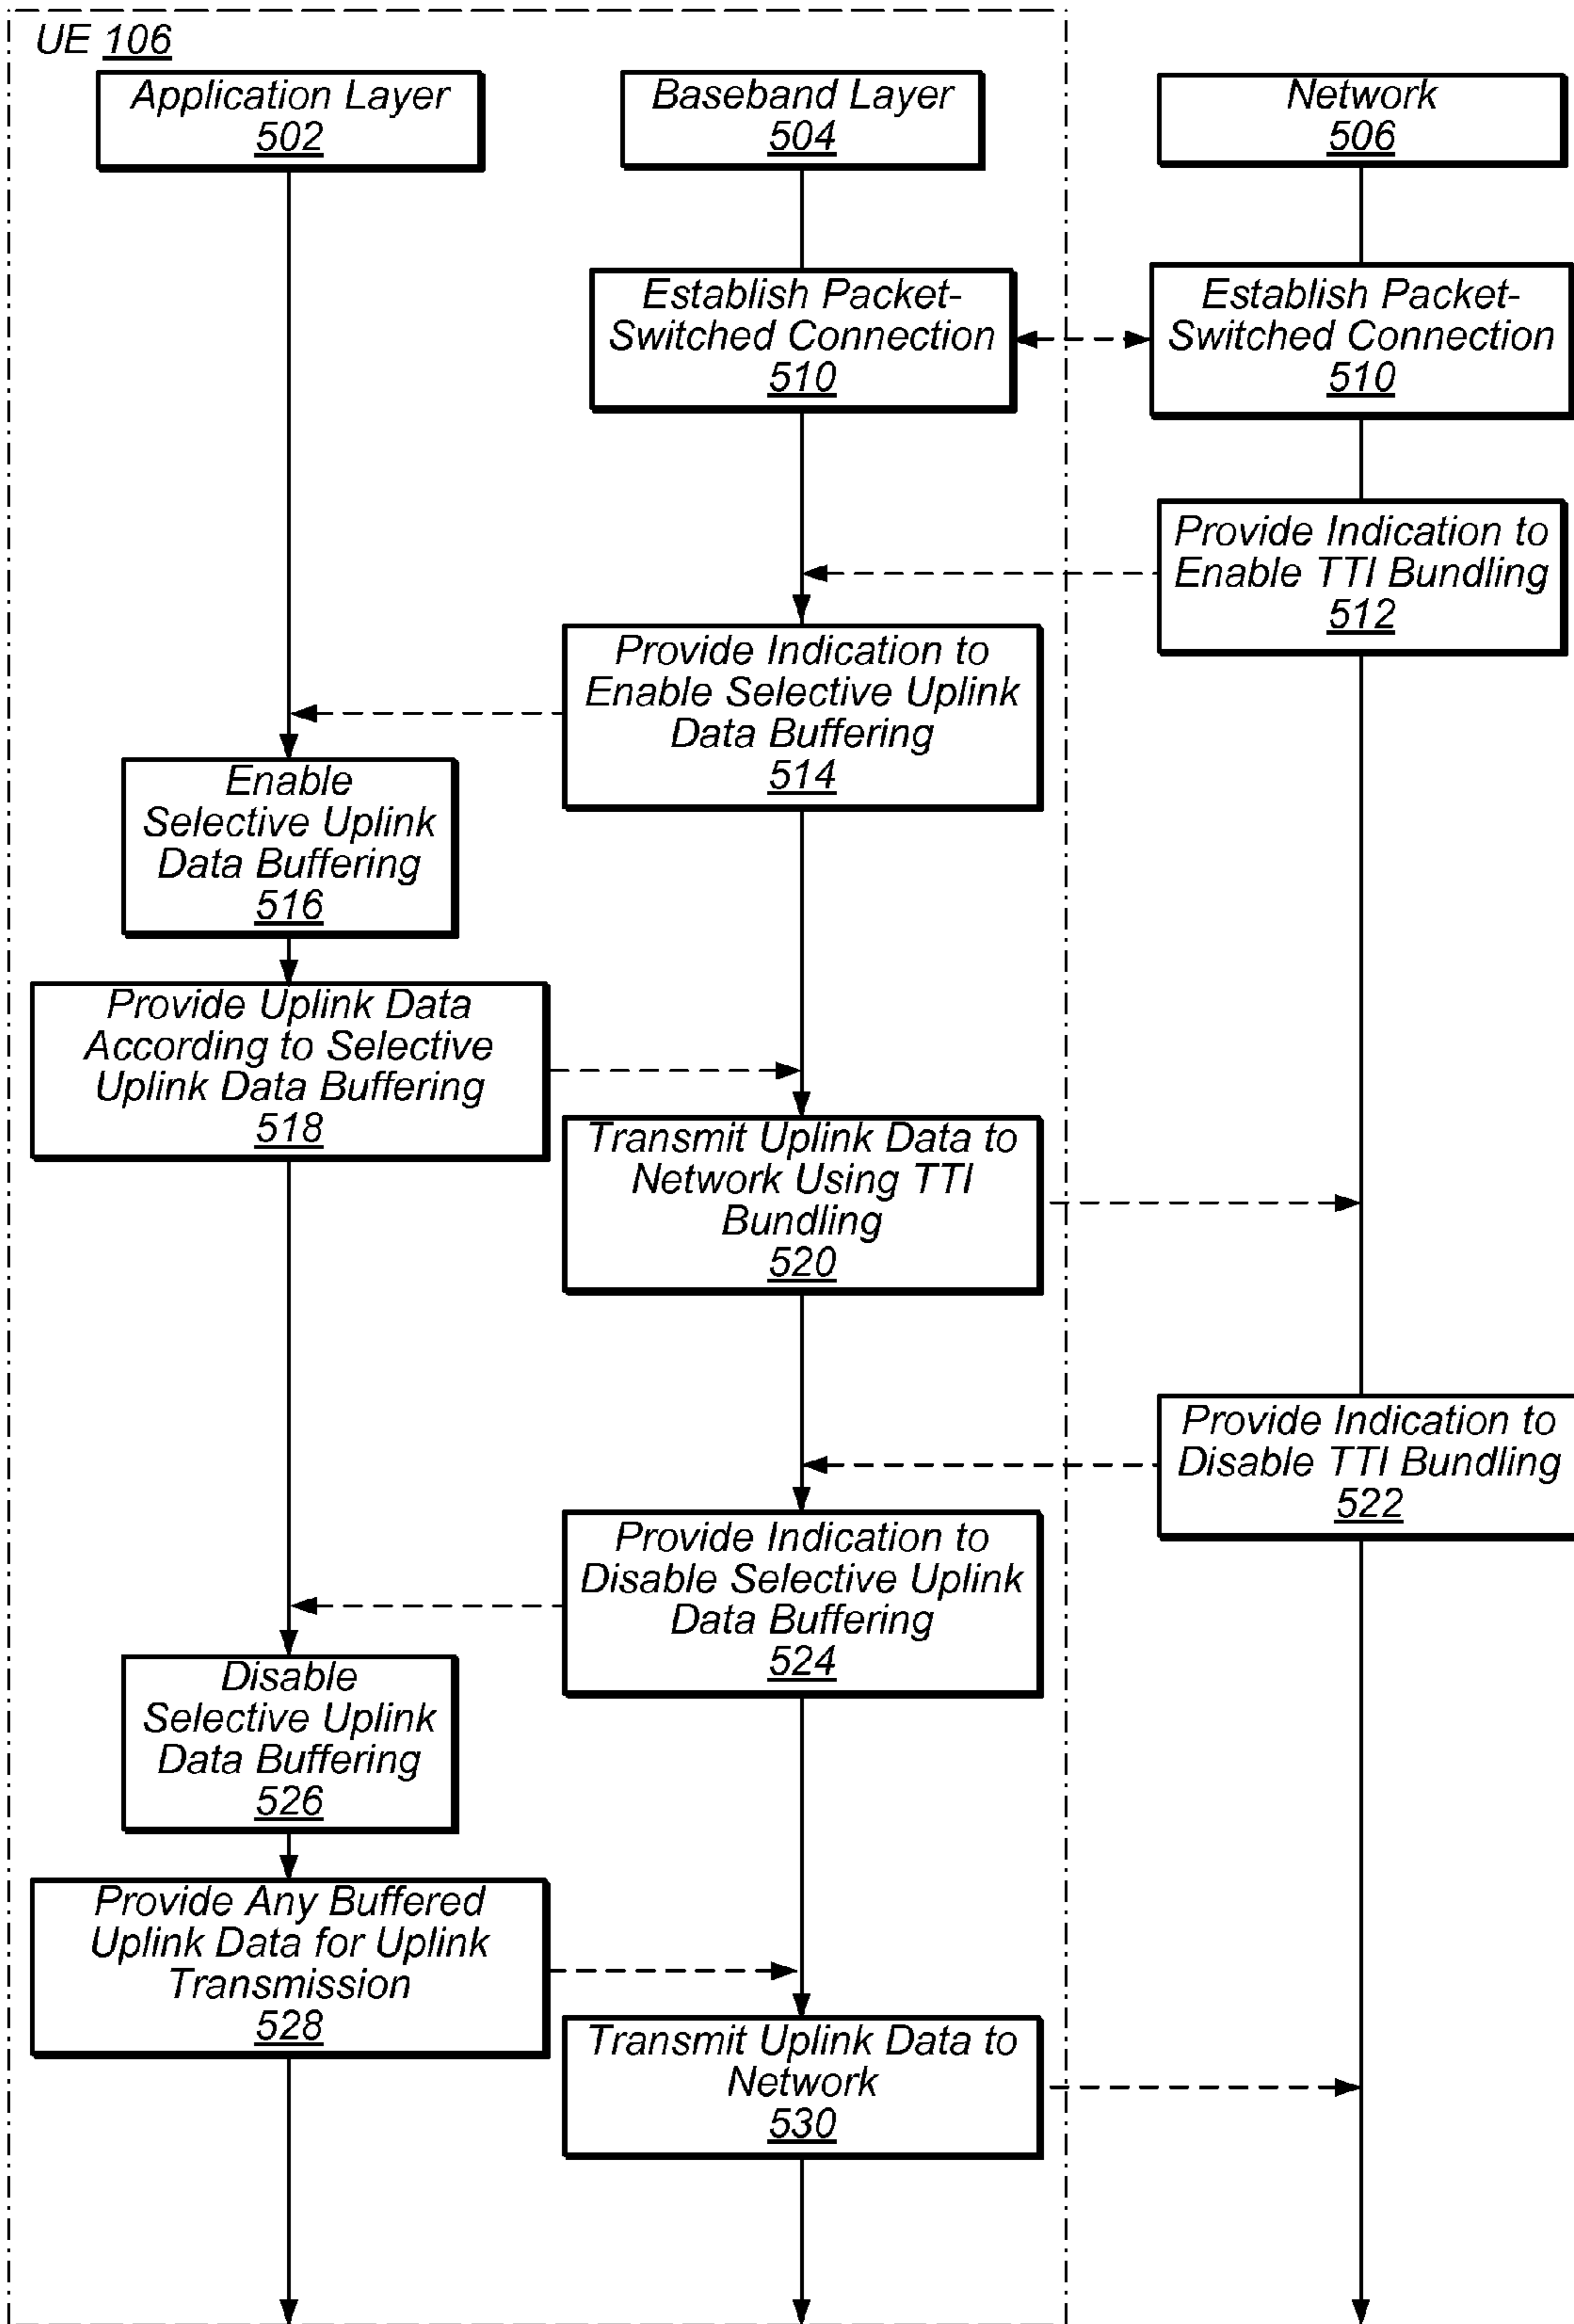 UE 106
Application Layer
502
Baseband Layer
504
Network
506
Establish Packet-
Switched Connection
510
Establish Packet-
Switched Connection
510
Provide Indication to
Enable TTI Bundling
512
Provide Indication to
Enable Selective Uplink
Data Buffering
514
Enable
Selective Uplink
Data Buffering
516
Provide Uplink Data
According to Selective
Uplink Data Buffering
518
Transmit Uplink Data to
Network Using TTI
Bundling
520
Provide Indication to
Disable TTI Bundling
522
Provide Indication to
Disable Selective Uplink
Data Buffering
524
Disable
Selective Uplink
Data Buffering
526
Provide Any Buffered
Uplink Data for Uplink
Transmission
528
Transmit Uplink Data to
Network
530